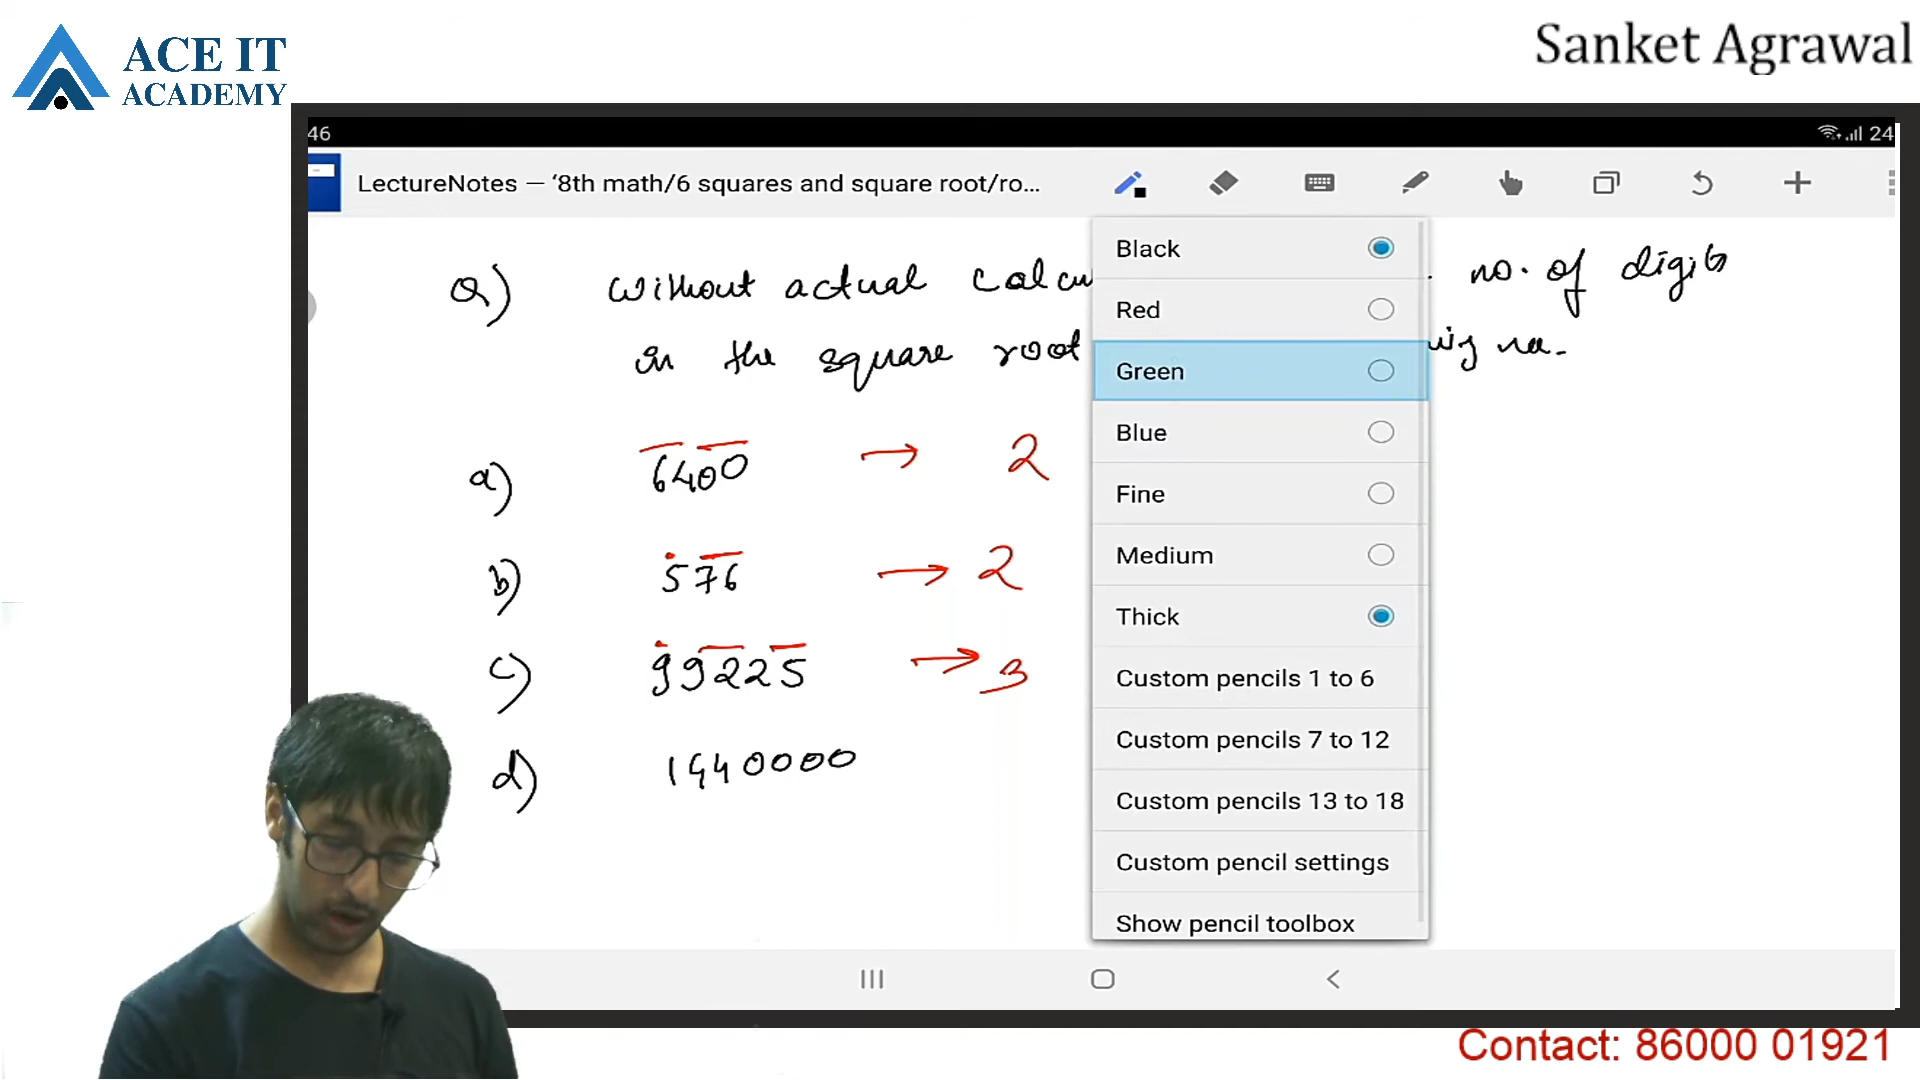 ACE IT
ACADEMY
Sanket Agrawal
46
24
LectureNotes — ‘8th math/6 squares and square root/ro...
Q) Without actual calcu no. of digits
in the square root no.
a) 6400 → 2
b) 576 → 2
c) 99225 → 3
d) 1440000
Black
Red
Green
Blue
Fine
Medium
Thick
Custom pencils 1 to 6
Custom pencils 7 to 12
Custom pencils 13 to 18
Custom pencil settings
Show pencil toolbox
Contact: 86000 01921